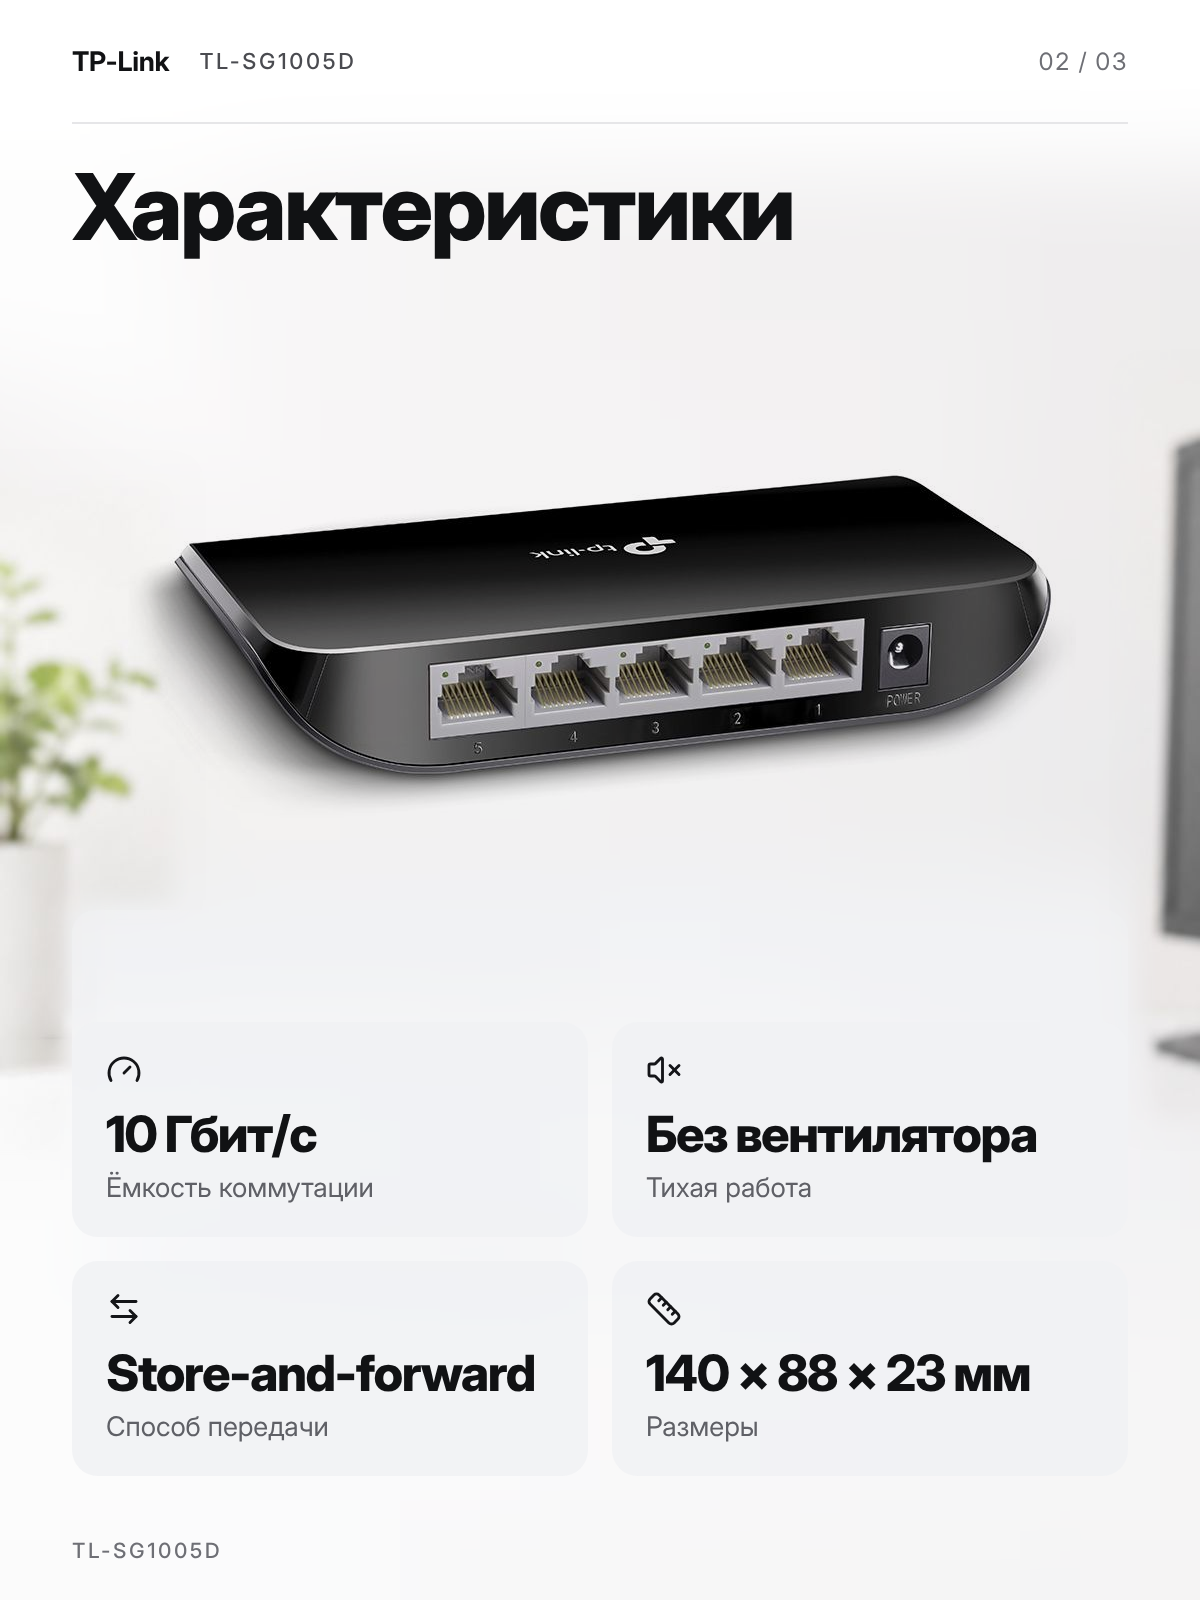 TP-Link TL-SG1005D 02 / 03
Характеристики
tp-link
5 4 3 2 1 POWER
10 Гбит/с
Ёмкость коммутации
Без вентилятора
Тихая работа
Store-and-forward
Способ передачи
140 × 88 × 23 мм
Размеры
TL-SG1005D